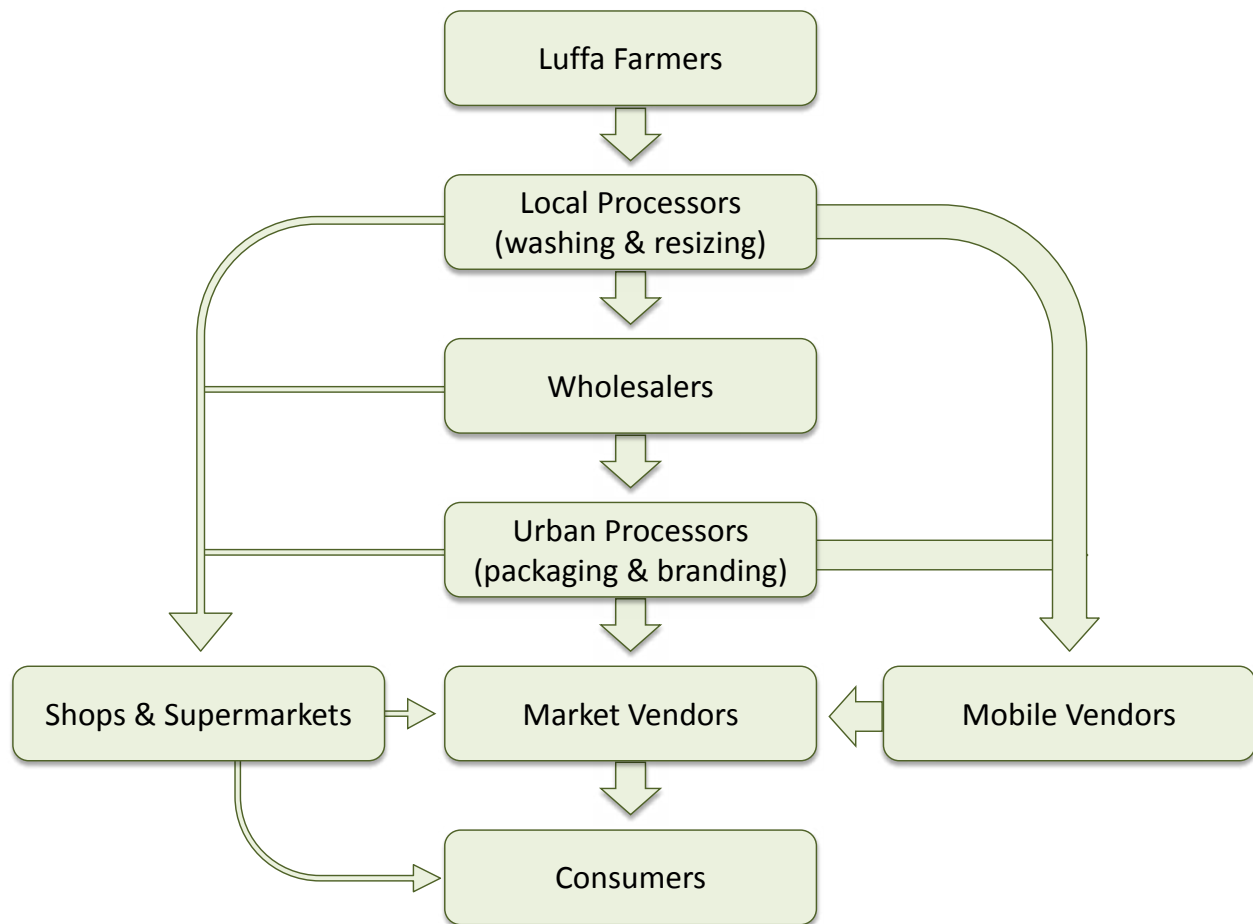 Luffa Farmers
Local Processors
(washing & resizing)
Wholesalers
Urban Processors
(packaging & branding)
Shops & Supermarkets
Market Vendors
Mobile Vendors
Consumers